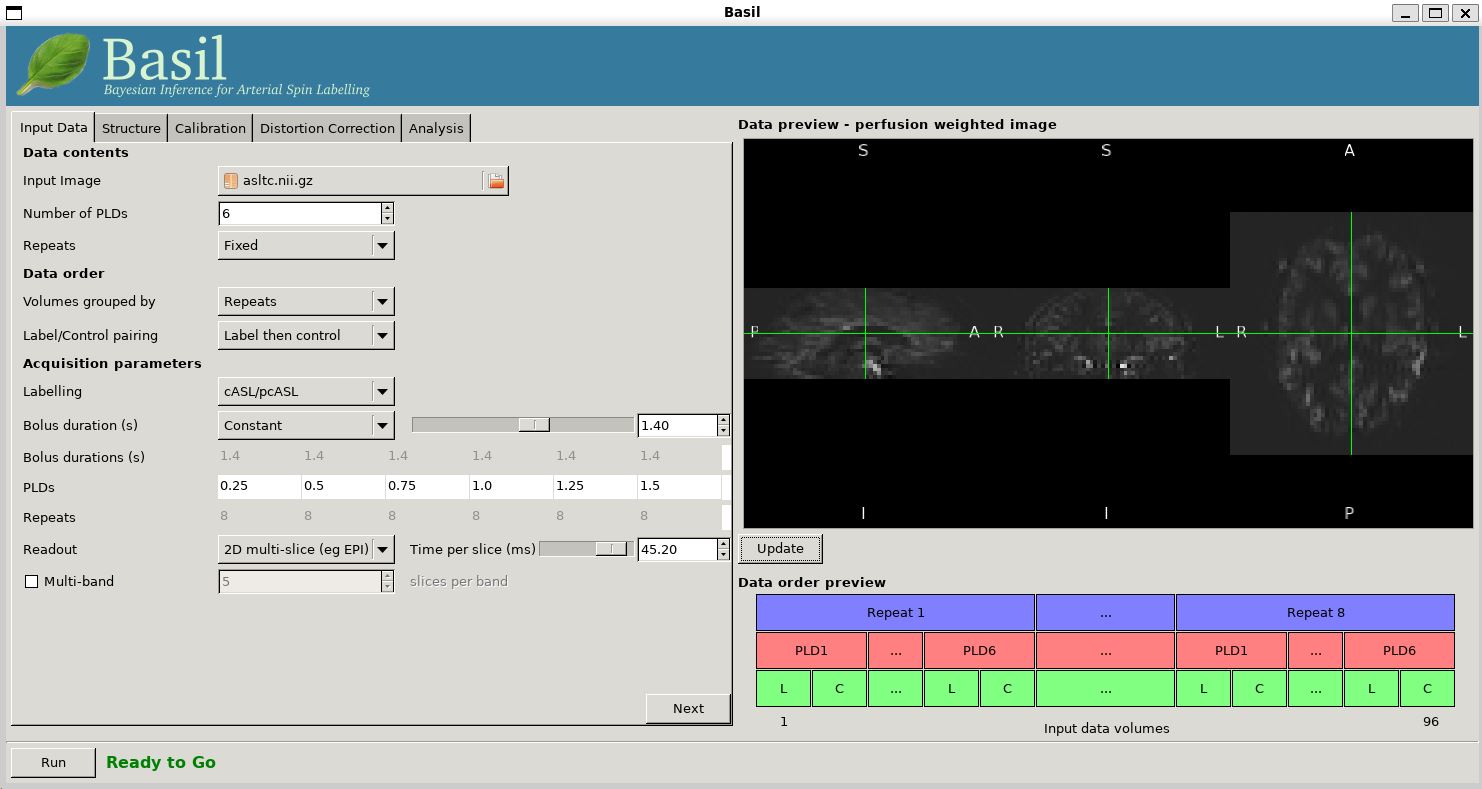 Basil
Basil
Bayesian Inference for Arterial Spin Labelling
Input Data Structure Calibration Distortion Correction Analysis
Data contents
Input Image asltc.nii.gz
Number of PLDs 6
Repeats Fixed
Data order
Volumes grouped by Repeats
Label/Control pairing Label then control
Acquisition parameters
Labelling cASL/pcASL
Bolus duration (s) Constant 1.40
Bolus durations (s) 1.4 1.4 1.4 1.4 1.4 1.4
PLDs 0.25 0.5 0.75 1.0 1.25 1.5
Repeats 8 8 8 8 8 8
Readout 2D multi-slice (eg EPI) Time per slice (ms) 45.20
Multi-band 5 slices per band
Next
Data preview - perfusion weighted image
S S A
P A R L R L
I I P
Update
Data order preview
Repeat 1 ... Repeat 8
PLD1 ... PLD6 ... PLD1 ... PLD6
L C ... L C ... L C ... L C
1 96
Input data volumes
Run Ready to Go